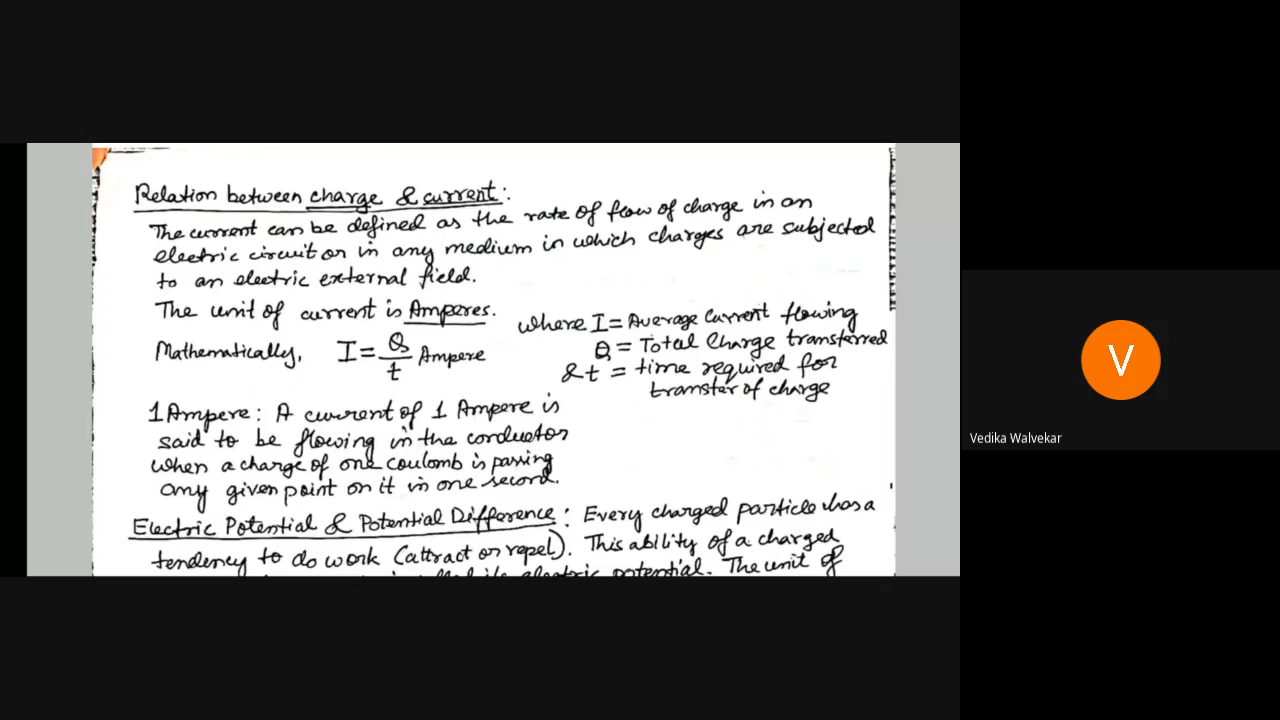 Relation between charge & current:
The current can be defined as the rate of flow of charge in an
electric circuit or in any medium in which charges are subjected
to an electric external field.
The unit of current is Amperes.
Mathematically, I = Q/t Ampere
where I = Average current flowing
Q = Total Charge transferred
& t = time required for
transfer of charge
1 Ampere: A current of 1 Ampere is
said to be flowing in the conductor
when a charge of one coulomb is passing
any given point on it in one second.
Electric Potential & Potential Difference: Every charged particle has a
tendency to do work (attract or repel). This ability of a charged
electric potential. The unit of
V
Vedika Walvekar